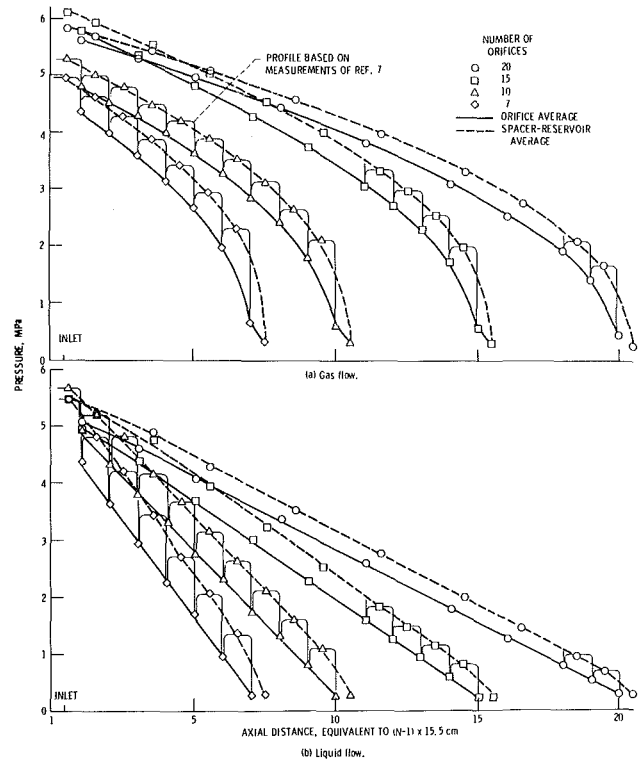 6
5
4
3
2
1
0
INLET
PROFILE BASED ON
MEASUREMENTS OF REF. 7
NUMBER OF
ORIFICES
20
15
10
7
ORIFICE AVERAGE
SPACER-RESERVOIR
AVERAGE
(a) Gas flow.
PRESSURE, MPa
6
5
4
3
2
1
0
INLET
1
5
10
15
20
AXIAL DISTANCE, EQUIVALENT TO (N-1) x 15.5 cm
(b) Liquid flow.